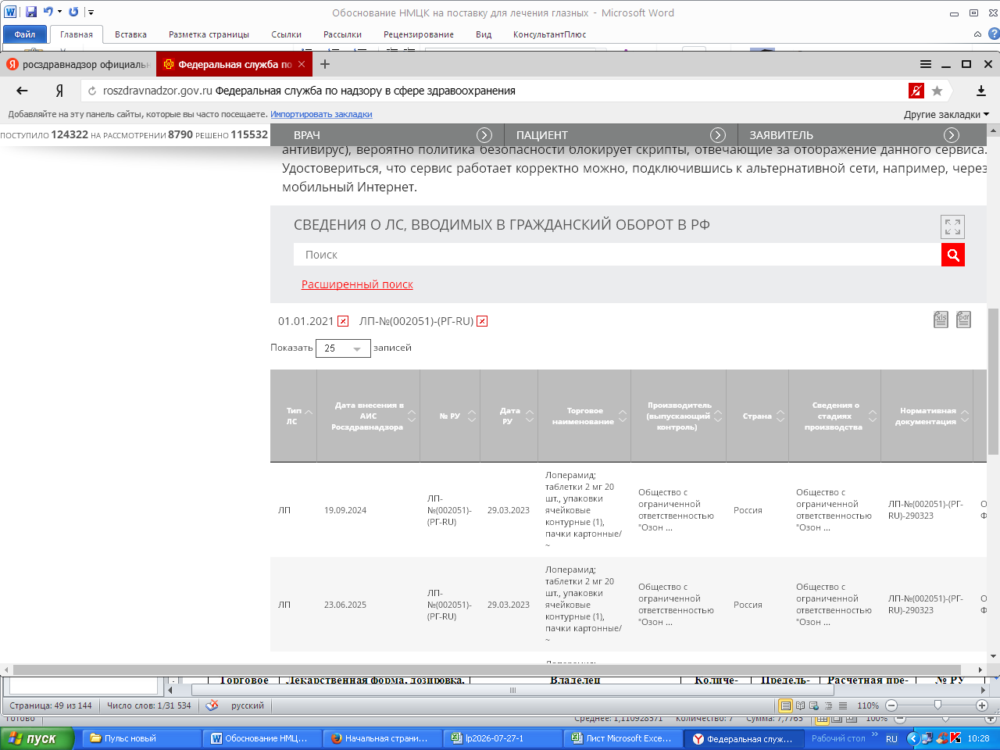 Обоснование НМЦК на поставку для лечения глазных - Microsoft Word
Файл Главная Вставка Разметка страницы Ссылки Рассылки Рецензирование Вид КонсультантПлюс
росздравнадзор официальн Федеральная служба по
roszdravnadzor.gov.ru Федеральная служба по надзору в сфере здравоохранения
Добавляйте на эту панель сайты, которые вы часто посещаете. Импортировать закладки Другие закладки
ПОСТУПИЛО 124322 НА РАССМОТРЕНИИ 8790 РЕШЕНО 115532 ВРАЧ ПАЦИЕНТ ЗАЯВИТЕЛЬ
антивирус), вероятно политика безопасности блокирует скрипты, отвечающие за отображение данного сервиса.
Удостовериться, что сервис работает корректно можно, подключившись к альтернативной сети, например, через
мобильный Интернет.
СВЕДЕНИЯ О ЛС, ВВОДИМЫХ В ГРАЖДАНСКИЙ ОБОРОТ В РФ
Поиск
Расширенный поиск
01.01.2021 ЛП-№(002051)-(РГ-RU) xls pdf
Показать 25 записей
Тип
ЛС
Дата внесения в
АИС
Росздравнадзора
№ РУ
Дата
РУ
Торговое
наименование
Производитель
(выпускающий
контроль)
Страна
Сведения о
стадиях
производства
Нормативная
документация
ЛП
19.09.2024
ЛП-
№(002051)-
(РГ-RU)
29.03.2023
Лоперамид;
таблетки 2 мг 20
шт., упаковки
ячейковые
контурные (1),
пачки картонные/
~
Общество с
ограниченной
ответственностью
"Озон ...
Россия
Общество с
ограниченной
ответственностью
"Озон ...
ЛП-№(002051)-(РГ-
RU)-290323
О
Ф
ЛП
23.06.2025
ЛП-
№(002051)-
(РГ-RU)
29.03.2023
Лоперамид;
таблетки 2 мг 20
шт., упаковки
ячейковые
контурные (1),
пачки картонные/
~
Общество с
ограниченной
ответственностью
"Озон ...
Россия
Общество с
ограниченной
ответственностью
"Озон ...
ЛП-№(002051)-(РГ-
RU)-290323
О
Ф
Лоперамид;
Торговое Лекарственная форма, дозировка, Владелец Количе- Предель- Расчетная пре- № РУ
Страница: 49 из 144 Число слов: 1/31 534 русский 110%
Готово Среднее: 1,110928571 Количество: 7 Сумма: 7,7765 100%
пуск Пульс новый Обоснование НМЦ... Начальная страни... lp2026-07-27-1 Лист Microsoft Exce... Федеральная служ... Рабочий стол RU 10:28